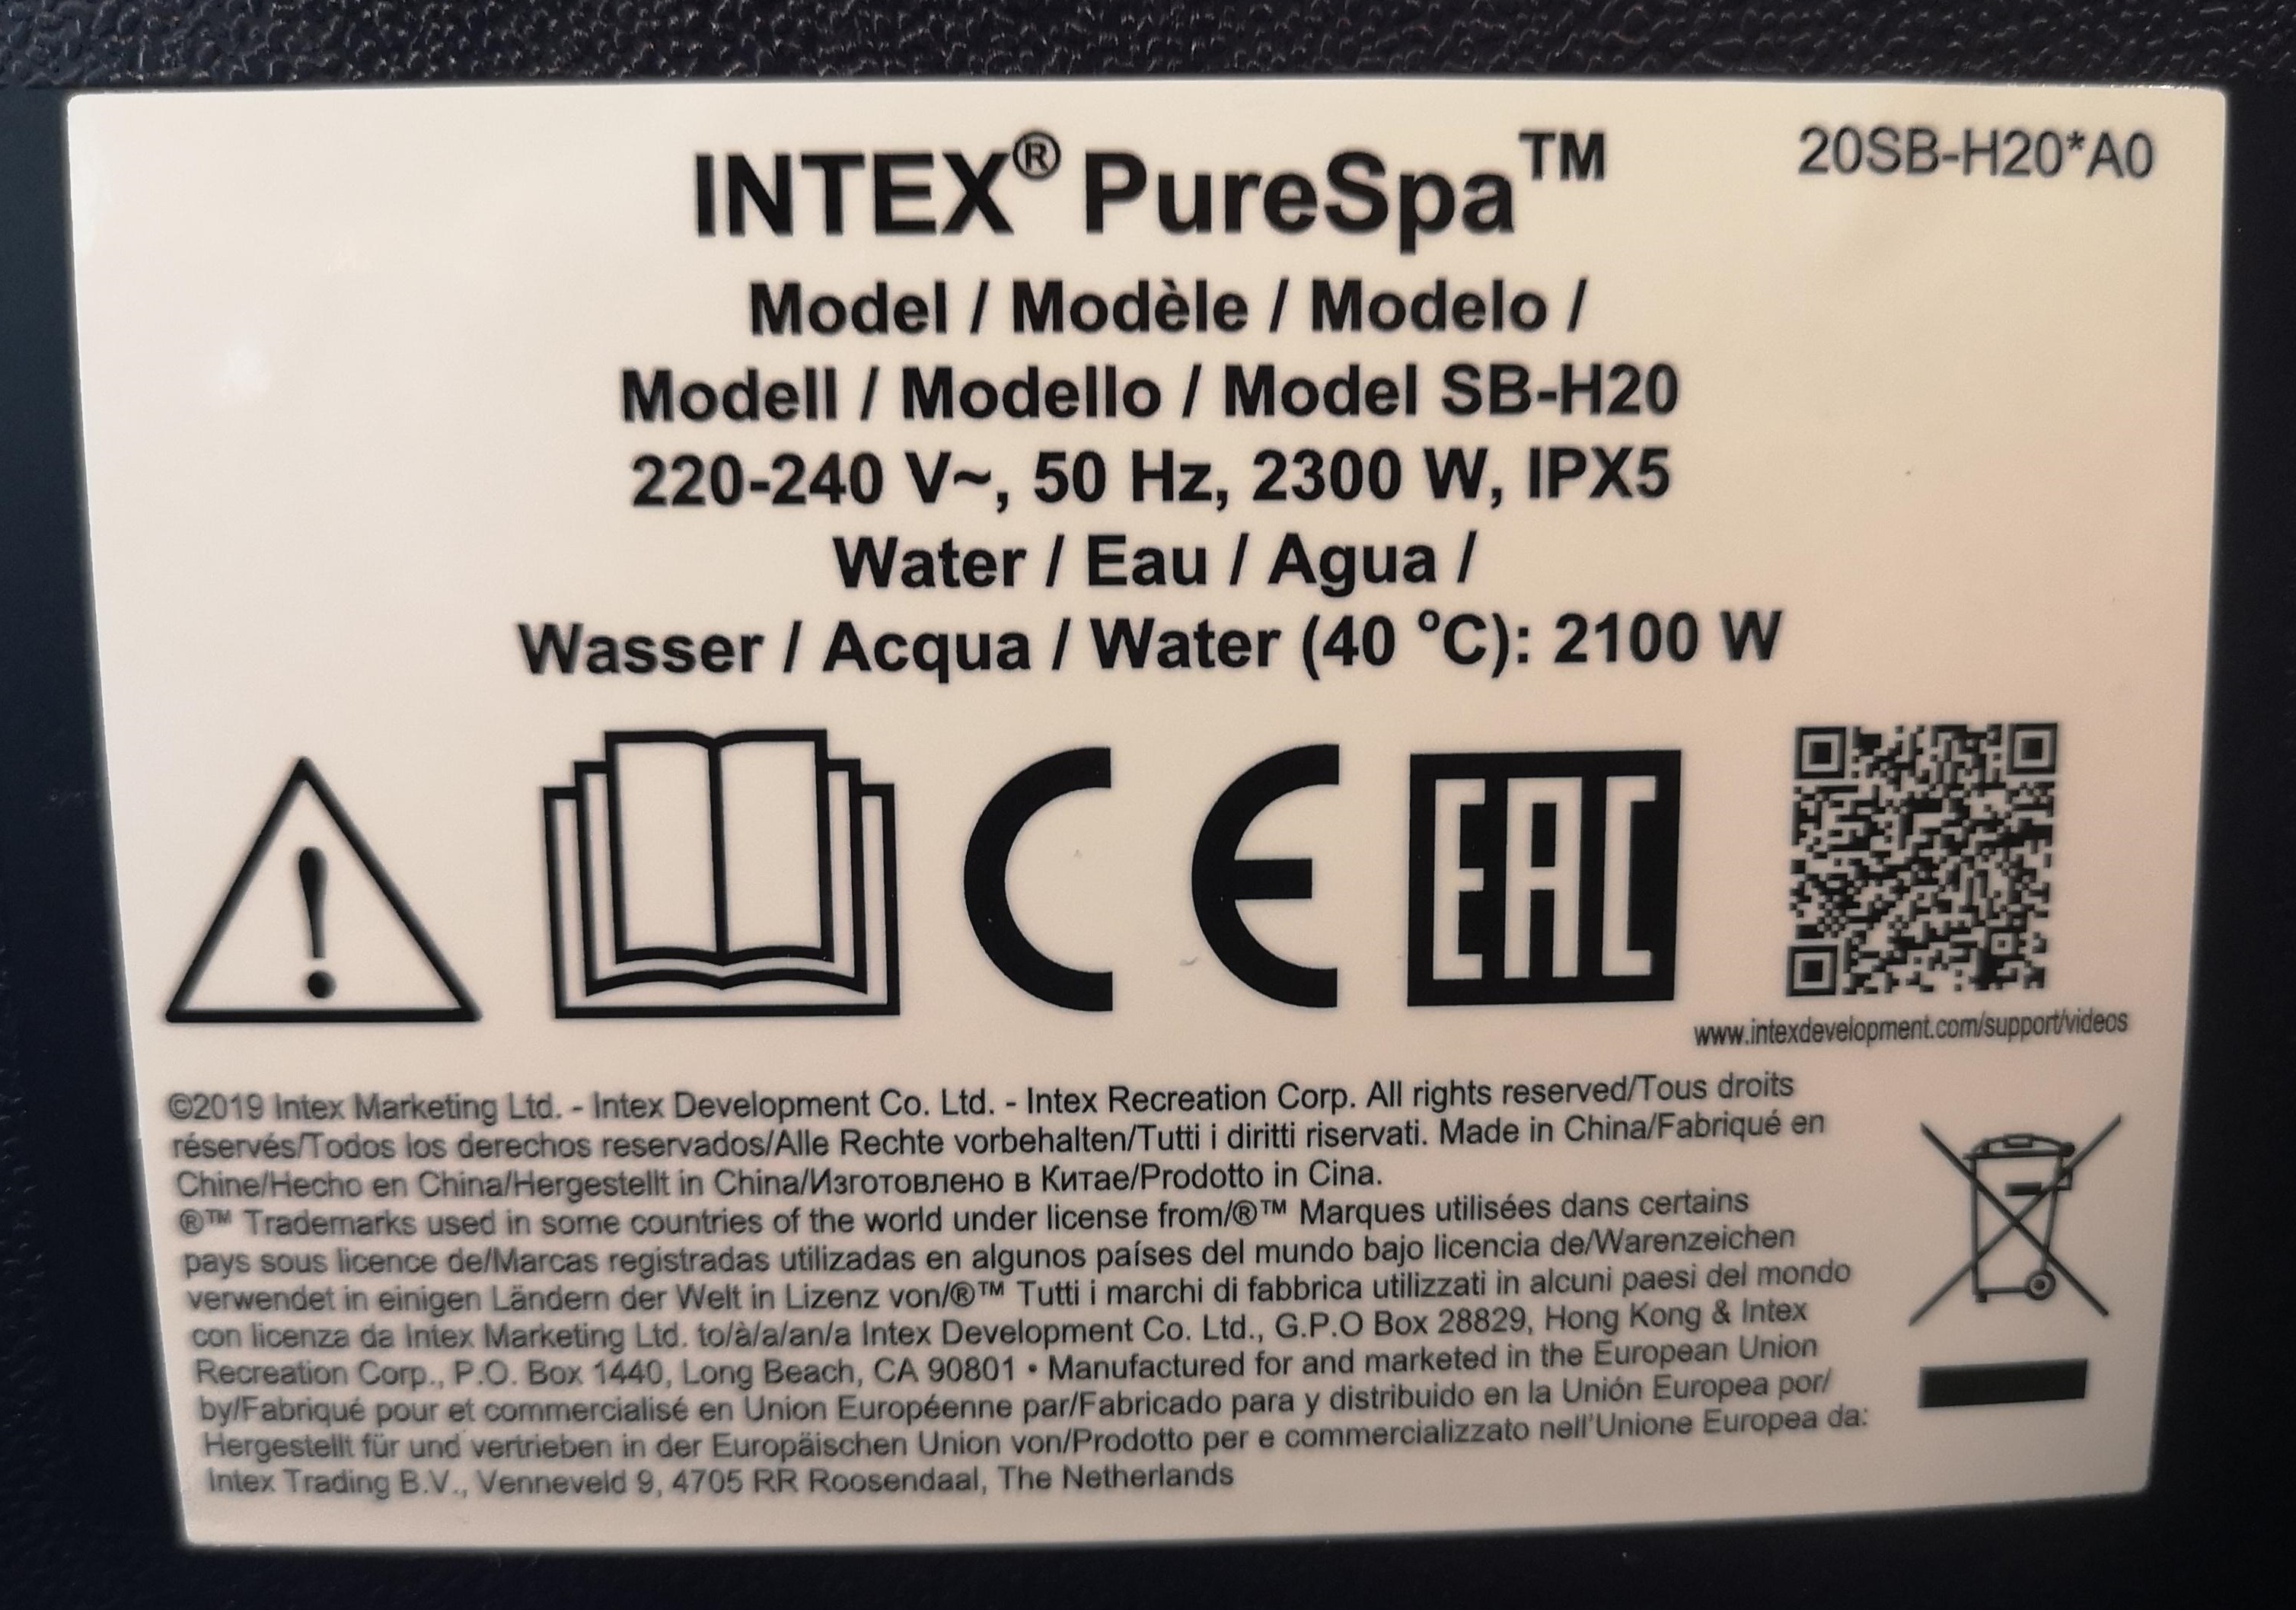 INTEX® PureSpa™
20SB-H20*A0
Model / Modèle / Modelo /
Modell / Modello / Model SB-H20
220-240 V~, 50 Hz, 2300 W, IPX5
Water / Eau / Agua /
Wasser / Acqua / Water (40 °C): 2100 W
CE
EAC
www.intexdevelopment.com/support/videos
©2019 Intex Marketing Ltd. - Intex Development Co. Ltd. - Intex Recreation Corp. All rights reserved/Tous droits
réservés/Todos los derechos reservados/Alle Rechte vorbehalten/Tutti i diritti riservati. Made in China/Fabriqué en
Chine/Hecho en China/Hergestellt in China/Изготовлено в Китае/Prodotto in Cina.
®™ Trademarks used in some countries of the world under license from/®™ Marques utilisées dans certains
pays sous licence de/Marcas registradas utilizadas en algunos países del mundo bajo licencia de/Warenzeichen
verwendet in einigen Ländern der Welt in Lizenz von/®™ Tutti i marchi di fabbrica utilizzati in alcuni paesi del mondo
con licenza da Intex Marketing Ltd. to/à/a/an/a Intex Development Co. Ltd., G.P.O Box 28829, Hong Kong & Intex
Recreation Corp., P.O. Box 1440, Long Beach, CA 90801 • Manufactured for and marketed in the European Union
by/Fabriqué pour et commercialisé en Union Européenne par/Fabricado para y distribuido en la Unión Europea por/
Hergestellt für und vertrieben in der Europäischen Union von/Prodotto per e commercializzato nell'Unione Europea da:
Intex Trading B.V., Venneveld 9, 4705 RR Roosendaal, The Netherlands